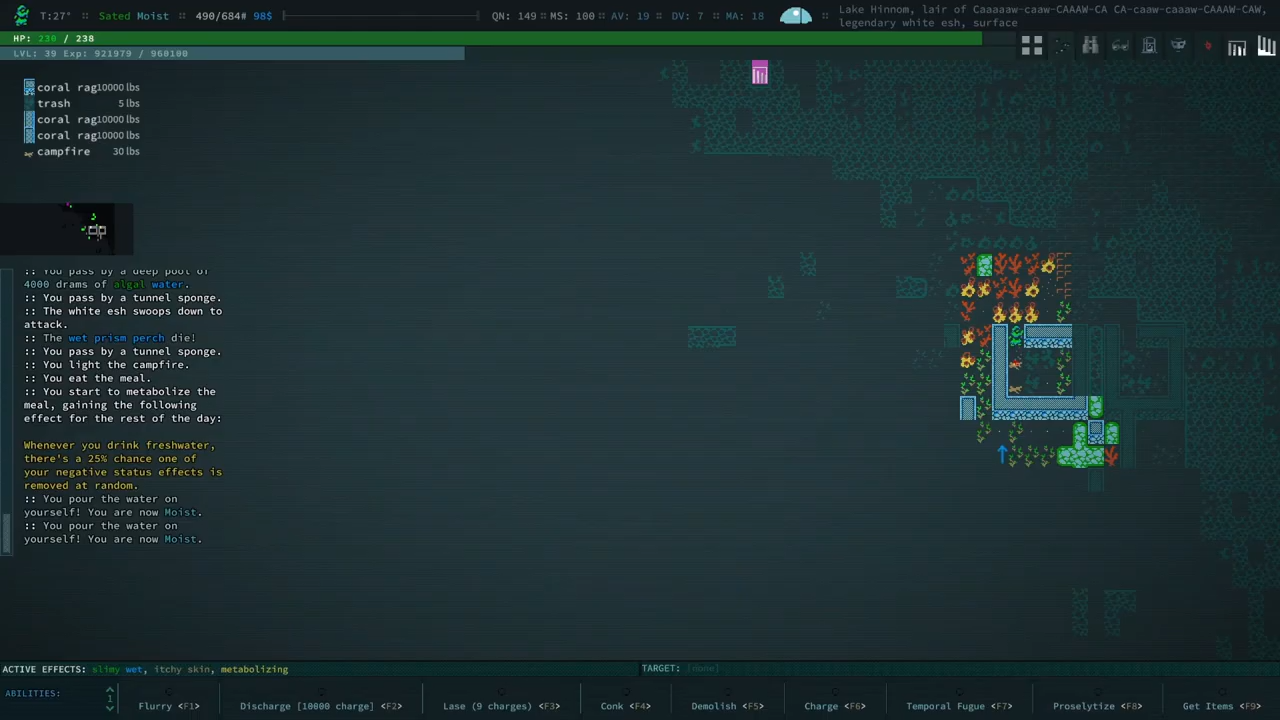 T:27° :: Sated Moist :: 490/684# 98$ QN: 149 :: MS: 100 :: AV: 19 :: DV: 7 :: MA: 18 :: Lake Hinnom, lair of Caaaaaw-caaw-CAAAW-CA CA-caaw-caaaw-CAAAW-CAW,
legendary white esh, surface
HP: 230 / 238
LVL: 39 Exp: 921979 / 960100
coral rag 10000 lbs
trash 5 lbs
coral rag 10000 lbs
coral rag 10000 lbs
campfire 30 lbs
:: You pass by a deep pool of
4000 drams of algal water.
:: You pass by a tunnel sponge.
:: The white esh swoops down to
attack.
:: The wet prism perch die!
:: You pass by a tunnel sponge.
:: You light the campfire.
:: You eat the meal.
:: You start to metabolize the
meal, gaining the following
effect for the rest of the day:
Whenever you drink freshwater,
there's a 25% chance one of
your negative status effects is
removed at random.
:: You pour the water on
yourself! You are now Moist.
:: You pour the water on
yourself! You are now Moist.
ACTIVE EFFECTS: slimy wet, itchy skin, metabolizing
TARGET: [none]
ABILITIES: 1 Flurry <F1> Discharge [10000 charge] <F2> Lase (9 charges) <F3> Conk <F4> Demolish <F5> Charge <F6> Temporal Fugue <F7> Proselytize <F8> Get Items <F9>